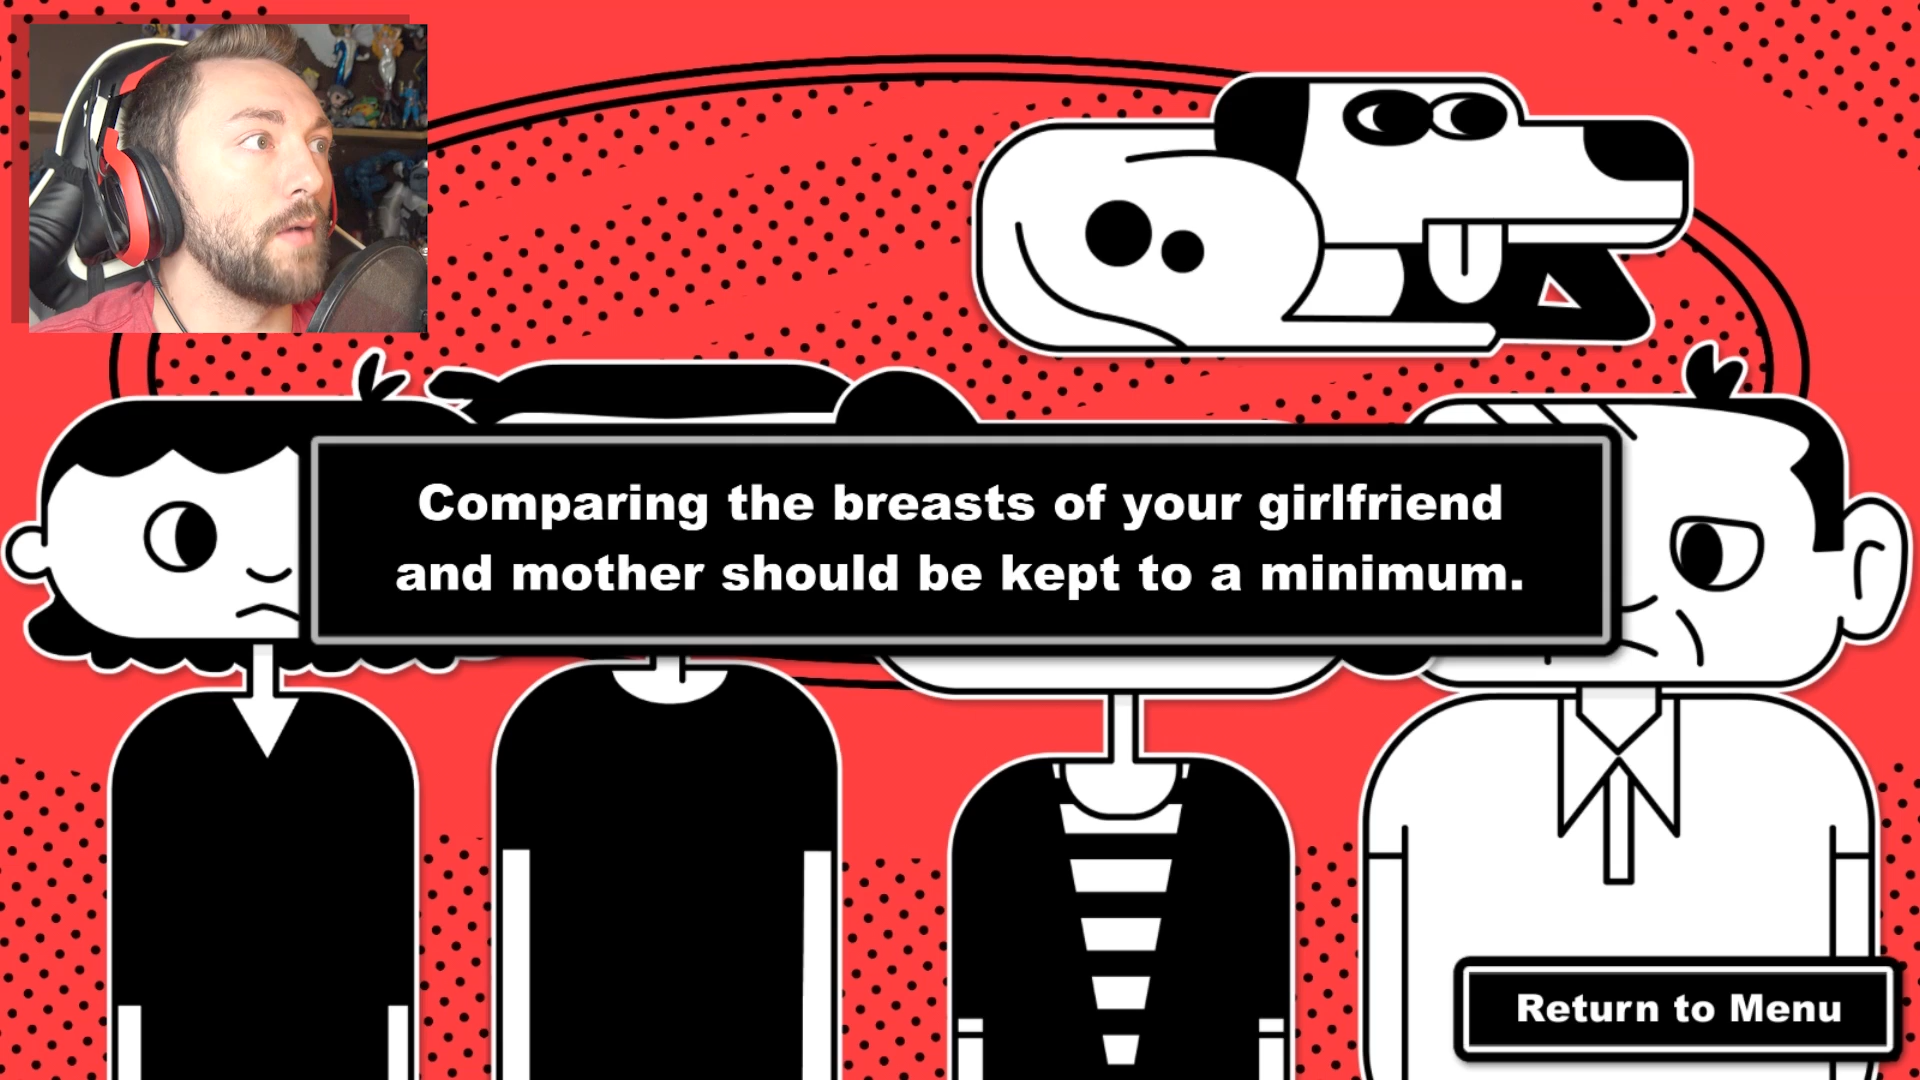 Comparing the breasts of your girlfriend
and mother should be kept to a minimum.
Return to Menu